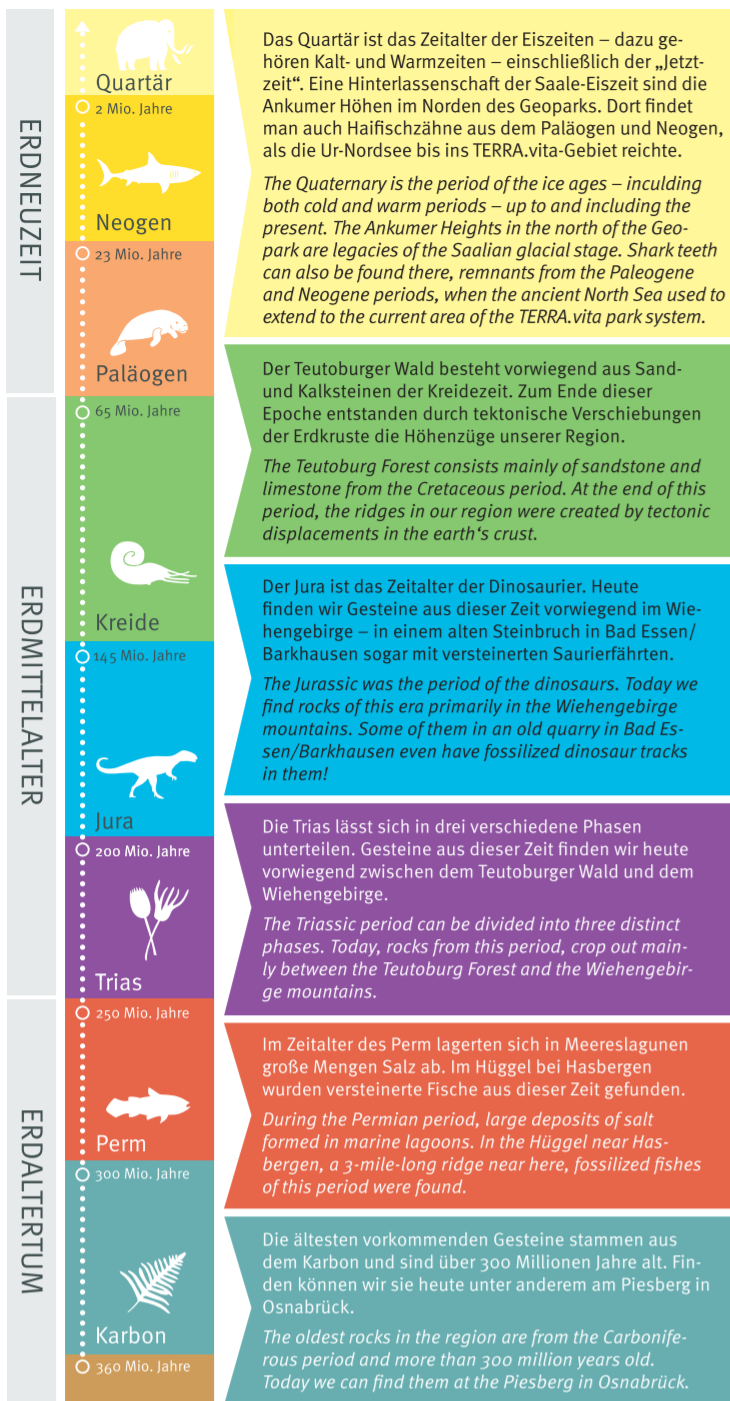 ERDNEUZEIT
Quartär
2 Mio. Jahre
Neogen
23 Mio. Jahre
Paläogen
Das Quartär ist das Zeitalter der Eiszeiten – dazu ge-
hören Kalt- und Warmzeiten – einschließlich der „Jetzt-
zeit“. Eine Hinterlassenschaft der Saale-Eiszeit sind die
Ankumer Höhen im Norden des Geoparks. Dort findet
man auch Haifischzähne aus dem Paläogen und Neogen,
als die Ur-Nordsee bis ins TERRA.vita-Gebiet reichte.
The Quaternary is the period of the ice ages – inculding
both cold and warm periods – up to and including the
present. The Ankumer Heights in the north of the Geo-
park are legacies of the Saalian glacial stage. Shark teeth
can also be found there, remnants from the Paleogene
and Neogene periods, when the ancient North Sea used to
extend to the current area of the TERRA.vita park system.
ERDMITTELALTER
65 Mio. Jahre
Kreide
Der Teutoburger Wald besteht vorwiegend aus Sand-
und Kalksteinen der Kreidezeit. Zum Ende dieser
Epoche entstanden durch tektonische Verschiebungen
der Erdkruste die Höhenzüge unserer Region.
The Teutoburg Forest consists mainly of sandstone and
limestone from the Cretaceous period. At the end of this
period, the ridges in our region were created by tectonic
displacements in the earth‘s crust.
145 Mio. Jahre
Jura
Der Jura ist das Zeitalter der Dinosaurier. Heute
finden wir Gesteine aus dieser Zeit vorwiegend im Wie-
hengebirge – in einem alten Steinbruch in Bad Essen/
Barkhausen sogar mit versteinerten Saurierfährten.
The Jurassic was the period of the dinosaurs. Today we
find rocks of this era primarily in the Wiehengebirge
mountains. Some of them in an old quarry in Bad Es-
sen/Barkhausen even have fossilized dinosaur tracks
in them!
200 Mio. Jahre
Trias
Die Trias lässt sich in drei verschiedene Phasen
unterteilen. Gesteine aus dieser Zeit finden wir heute
vorwiegend zwischen dem Teutoburger Wald und dem
Wiehengebirge.
The Triassic period can be divided into three distinct
phases. Today, rocks from this period, crop out main-
ly between the Teutoburg Forest and the Wiehengebir-
ge mountains.
ERDALTERTUM
250 Mio. Jahre
Perm
Im Zeitalter des Perm lagerten sich in Meereslagunen
große Mengen Salz ab. Im Hüggel bei Hasbergen
wurden versteinerte Fische aus dieser Zeit gefunden.
During the Permian period, large deposits of salt
formed in marine lagoons. In the Hüggel near Has-
bergen, a 3-mile-long ridge near here, fossilized fishes
of this period were found.
300 Mio. Jahre
Karbon
360 Mio. Jahre
Die ältesten vorkommenden Gesteine stammen aus
dem Karbon und sind über 300 Millionen Jahre alt. Fin-
den können wir sie heute unter anderem am Piesberg in
Osnabrück.
The oldest rocks in the region are from the Carbonife-
rous period and more than 300 million years old.
Today we can find them at the Piesberg in Osnabrück.